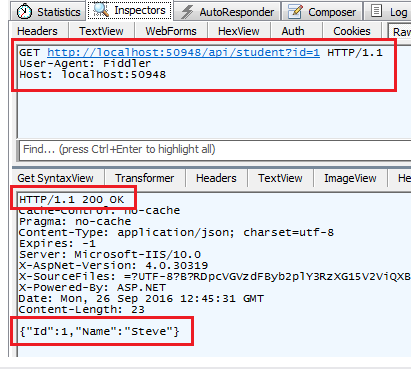 Statistics Inspectors AutoResponder Composer Log
Headers TextView WebForms HexView Auth Cookies Raw
GET http://localhost:50948/api/student?id=1 HTTP/1.1
User-Agent: Fiddler
Host: localhost:50948
Find... (press Ctrl+Enter to highlight all)
Get SyntaxView Transformer Headers TextView ImageView
HTTP/1.1 200 OK
Cache-Control: no-cache
Pragma: no-cache
Content-Type: application/json; charset=utf-8
Expires: -1
Server: Microsoft-IIS/10.0
X-AspNet-Version: 4.0.30319
X-SourceFiles: =?UTF-8?B?RDpcVGVzdFByb2plY3RzXG15V2ViQXB
X-Powered-By: ASP.NET
Date: Mon, 26 Sep 2016 12:45:31 GMT
Content-Length: 23
{"Id":1,"Name":"Steve"}